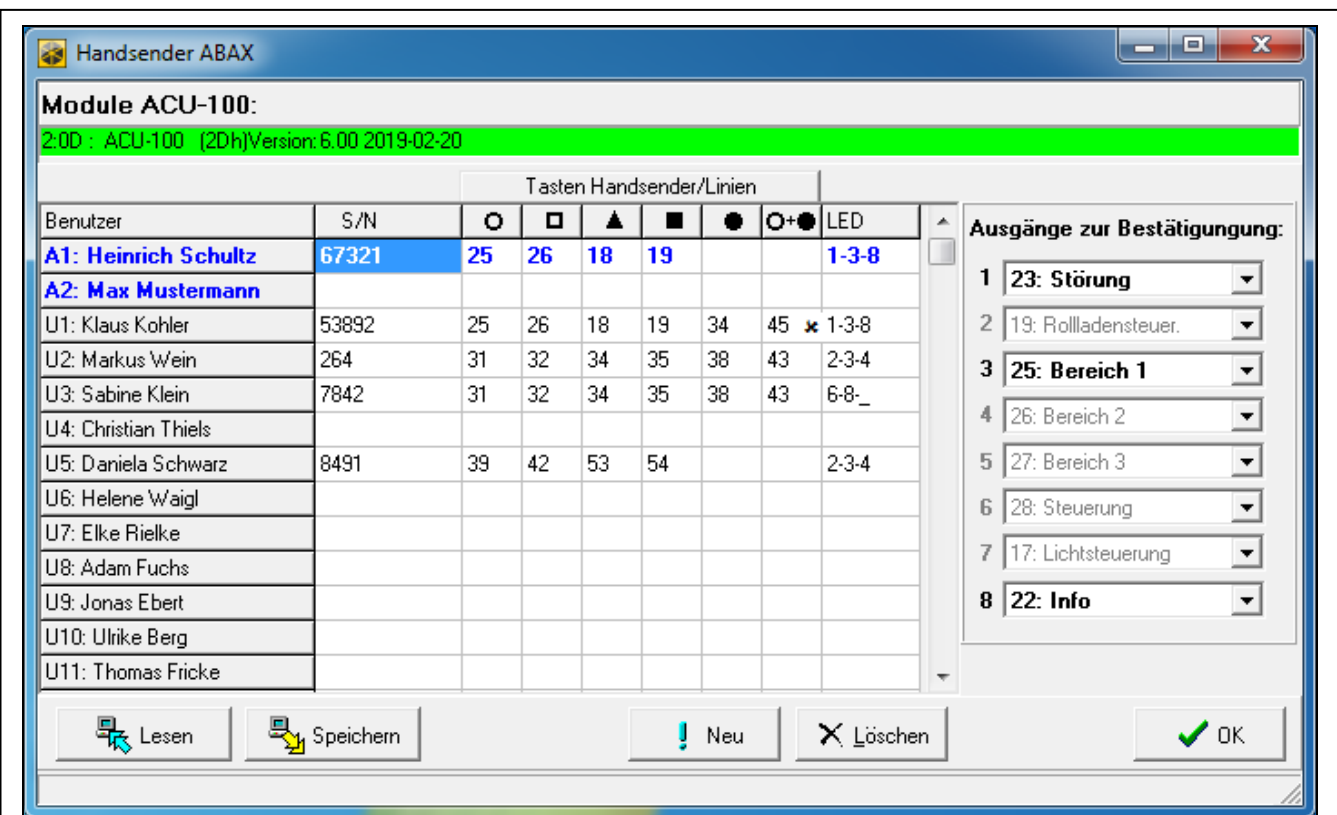 Handsender ABAX
Module ACU-100:
2:0D : ACU-100 (2Dh)Version: 6.00 2019-02-20
Tasten Handsender/Linien
Benutzer S/N O+● LED
A1: Heinrich Schultz 67321 25 26 18 19 1-3-8
A2: Max Mustermann
U1: Klaus Kohler 53892 25 26 18 19 34 45 × 1-3-8
U2: Markus Wein 264 31 32 34 35 38 43 2-3-4
U3: Sabine Klein 7842 31 32 34 35 38 43 6-8-_
U4: Christian Thiels
U5: Daniela Schwarz 8491 39 42 53 54 2-3-4
U6: Helene Waigl
U7: Elke Rielke
U8: Adam Fuchs
U9: Jonas Ebert
U10: Ulrike Berg
U11: Thomas Fricke
Ausgänge zur Bestätigungung:
1 23: Störung
2 19: Rollladensteuer.
3 25: Bereich 1
4 26: Bereich 2
5 27: Bereich 3
6 28: Steuerung
7 17: Lichtsteuerung
8 22: Info
Lesen Speichern Neu Löschen OK